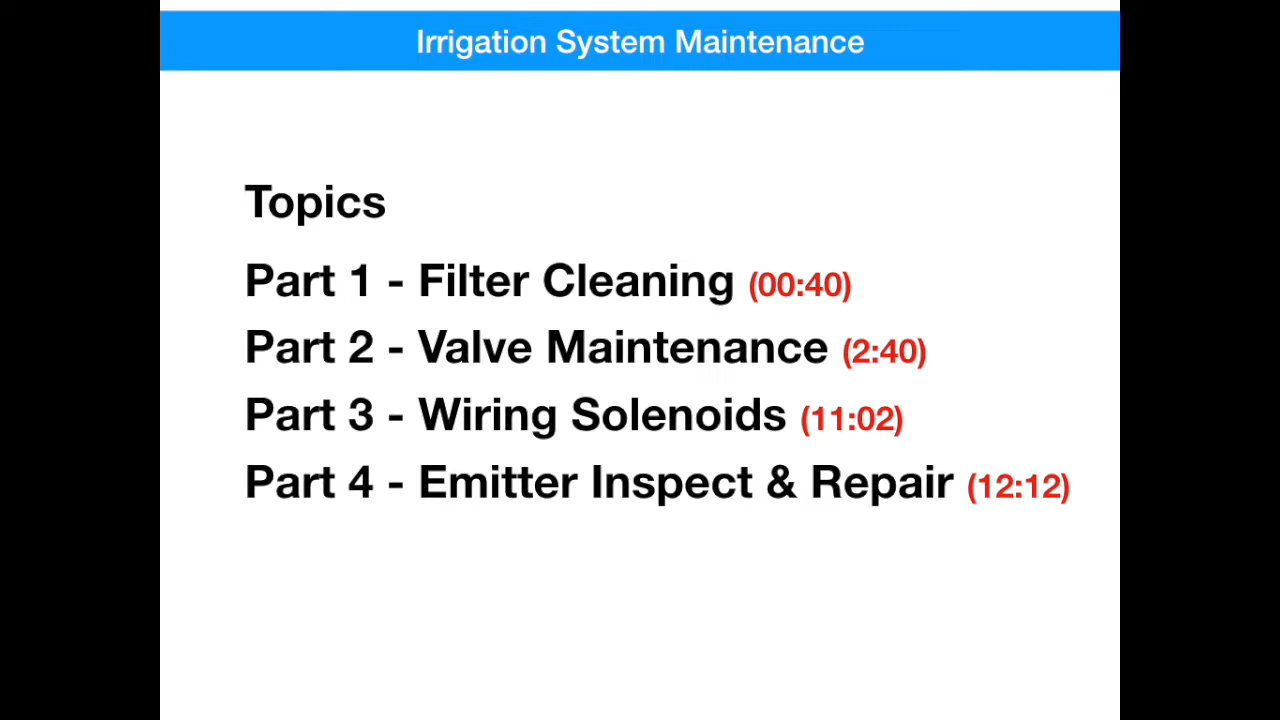 Irrigation System Maintenance
Topics
Part 1 - Filter Cleaning (00:40)
Part 2 - Valve Maintenance (2:40)
Part 3 - Wiring Solenoids (11:02)
Part 4 - Emitter Inspect & Repair (12:12)